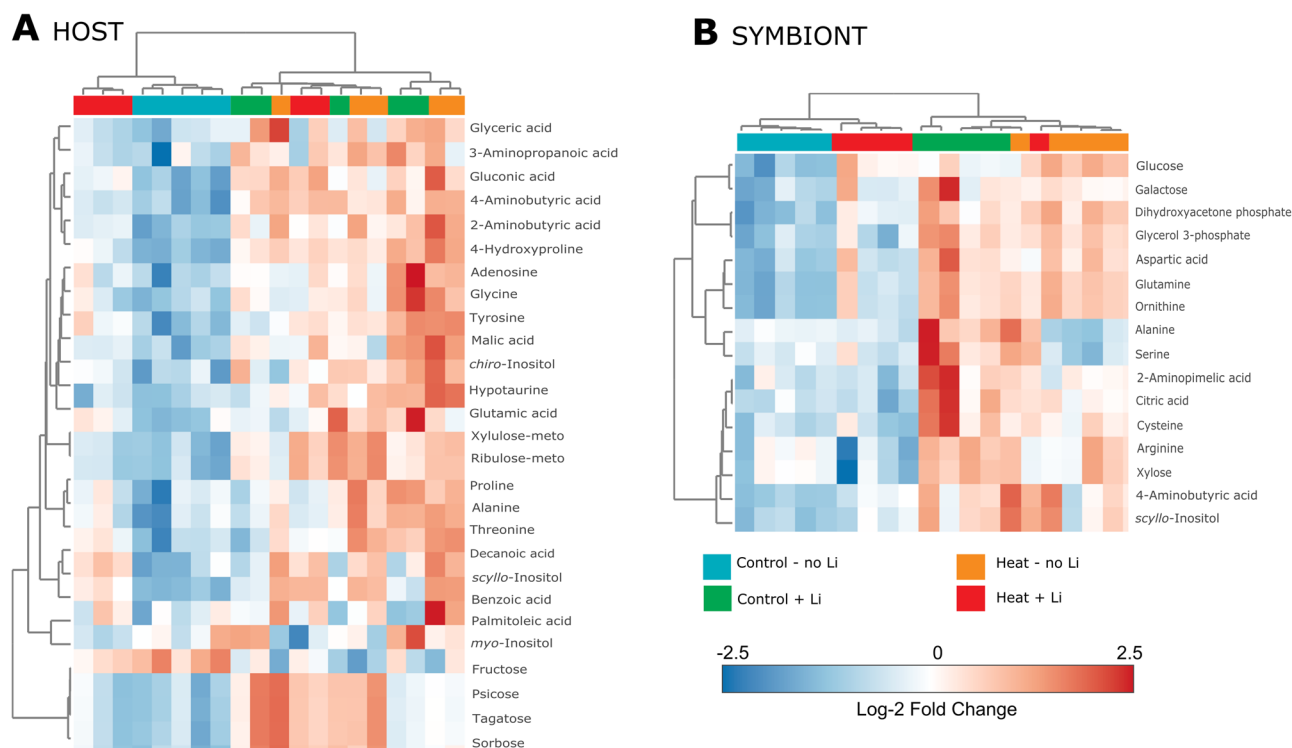 A HOST
Glyceric acid
3-Aminopropanoic acid
Gluconic acid
4-Aminobutyric acid
2-Aminobutyric acid
4-Hydroxyproline
Adenosine
Glycine
Tyrosine
Malic acid
chiro-Inositol
Hypotaurine
Glutamic acid
Xylulose-meto
Ribulose-meto
Proline
Alanine
Threonine
Decanoic acid
scyllo-Inositol
Benzoic acid
Palmitoleic acid
myo-Inositol
Fructose
Psicose
Tagatose
Sorbose
B SYMBIONT
Glucose
Galactose
Dihydroxyacetone phosphate
Glycerol 3-phosphate
Aspartic acid
Glutamine
Ornithine
Alanine
Serine
2-Aminopimelic acid
Citric acid
Cysteine
Arginine
Xylose
4-Aminobutyric acid
scyllo-Inositol
Control - no Li
Heat - no Li
Control + Li
Heat + Li
-2.5 0 2.5
Log-2 Fold Change